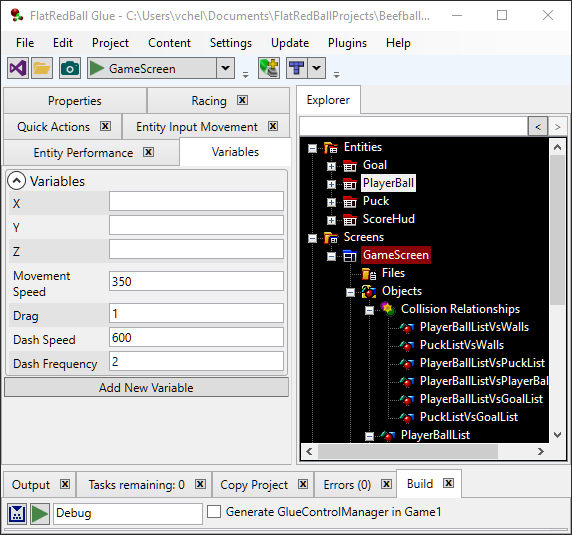 FlatRedBall Glue - C:\Users\vchel\Documents\FlatRedBallProjects\Beefball...
File Edit Content Settings Update Plugins Help
Project GameScreen
Properties Racing
Quick Actions Entity Input Movement
Entity Performance Variables
Variables
X
Y
Z
Movement Speed 350
Drag 1
Dash Speed 600
Dash Frequency 2
Add New Variable
Explorer
< >
Entities
Goal
PlayerBall
Puck
ScoreHud
Screens
GameScreen
Files
Objects
Collision Relationships
PlayerBallListVsWalls
PuckListVsWalls
PlayerBallListVsPuckList
PlayerBallListVsPlayerBal
PlayerBallListVsGoalList
PuckListVsGoalList
PlayerBallList
Output Tasks remaining: 0 Copy Project Errors (0) Build
Debug Generate GlueControlManager in Game1